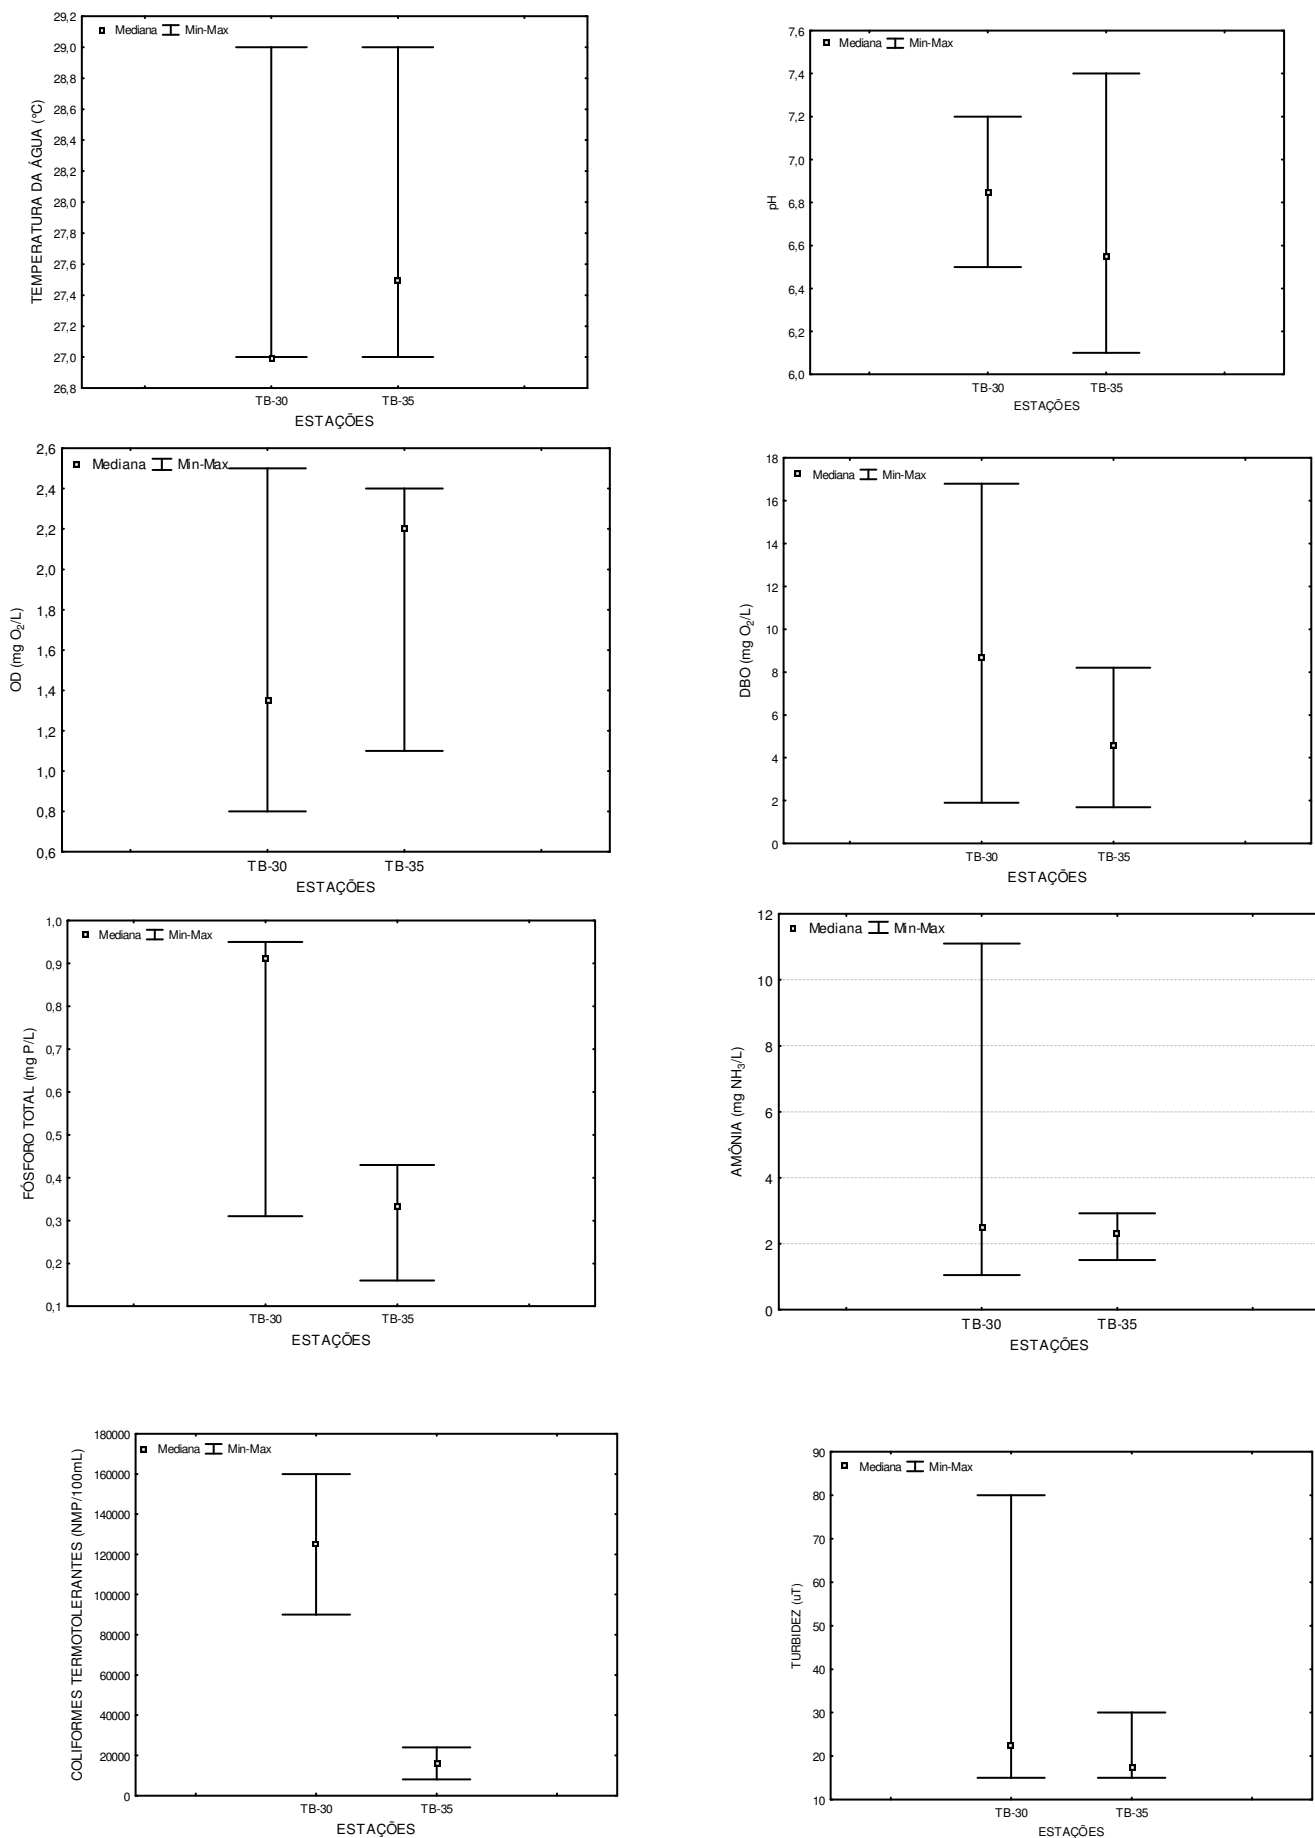 Mediana Min-Max
TEMPERATURA DA ÁGUA (°C)
29,2
29,0
28,8
28,6
28,4
28,2
28,0
27,8
27,6
27,4
27,2
27,0
26,8
TB-30 TB-35
ESTAÇÕES
Mediana Min-Max
pH
7,6
7,4
7,2
7,0
6,8
6,6
6,4
6,2
6,0
TB-30 TB-35
ESTAÇÕES
Mediana Min-Max
OD (mg O₂/L)
2,6
2,4
2,2
2,0
1,8
1,6
1,4
1,2
1,0
0,8
0,6
TB-30 TB-35
ESTAÇÕES
Mediana Min-Max
DBO (mg O₂/L)
18
16
14
12
10
8
6
4
2
0
TB-30 TB-35
ESTAÇÕES
Mediana Min-Max
FÓSFORO TOTAL (mg P/L)
1,0
0,9
0,8
0,7
0,6
0,5
0,4
0,3
0,2
0,1
TB-30 TB-35
ESTAÇÕES
Mediana Min-Max
AMÔNIA (mg NH₃/L)
12
10
8
6
4
2
0
TB-30 TB-35
ESTAÇÕES
Mediana Min-Max
COLIFORMES TERMOTOLERANTES (NMP/100mL)
180000
160000
140000
120000
100000
80000
60000
40000
20000
0
TB-30 TB-35
ESTAÇÕES
Mediana Min-Max
TURBIDEZ (uT)
90
80
70
60
50
40
30
20
10
TB-30 TB-35
ESTAÇÕES